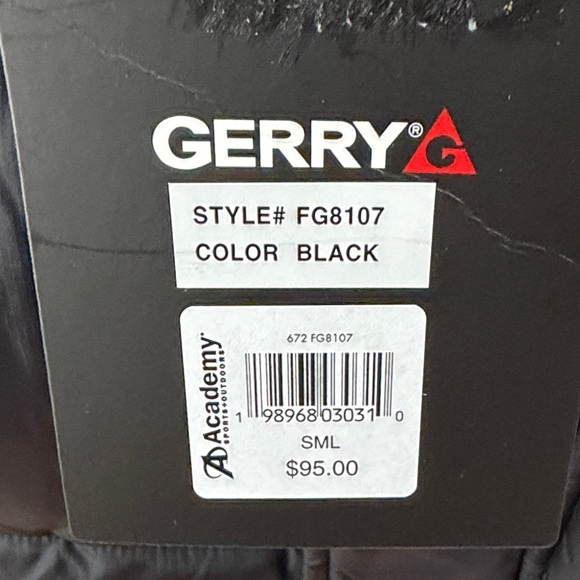 GERRY® G
STYLE# FG8107
COLOR BLACK
672 FG8107
Academy
SPORTS+OUTDOORS
1 98968 03031 0
SML
$95.00